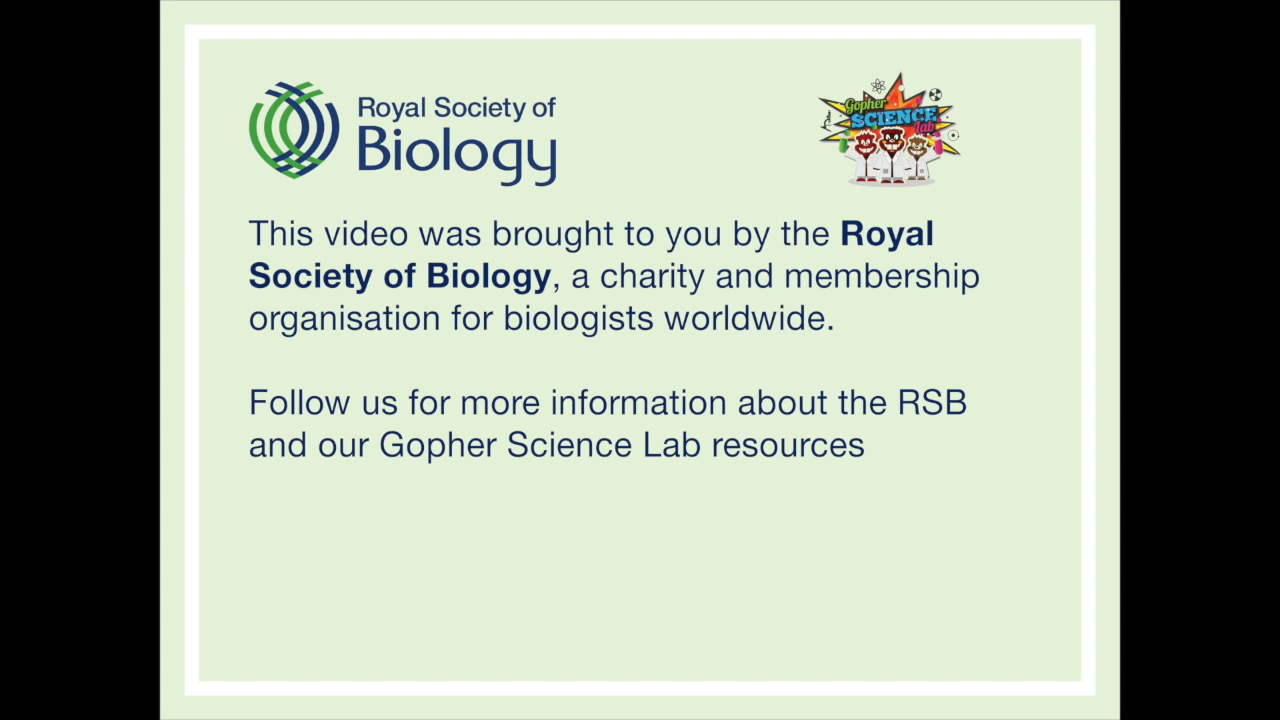 Royal Society of
Biology
Gopher
SCIENCE
lab
This video was brought to you by the Royal
Society of Biology, a charity and membership
organisation for biologists worldwide.
Follow us for more information about the RSB
and our Gopher Science Lab resources